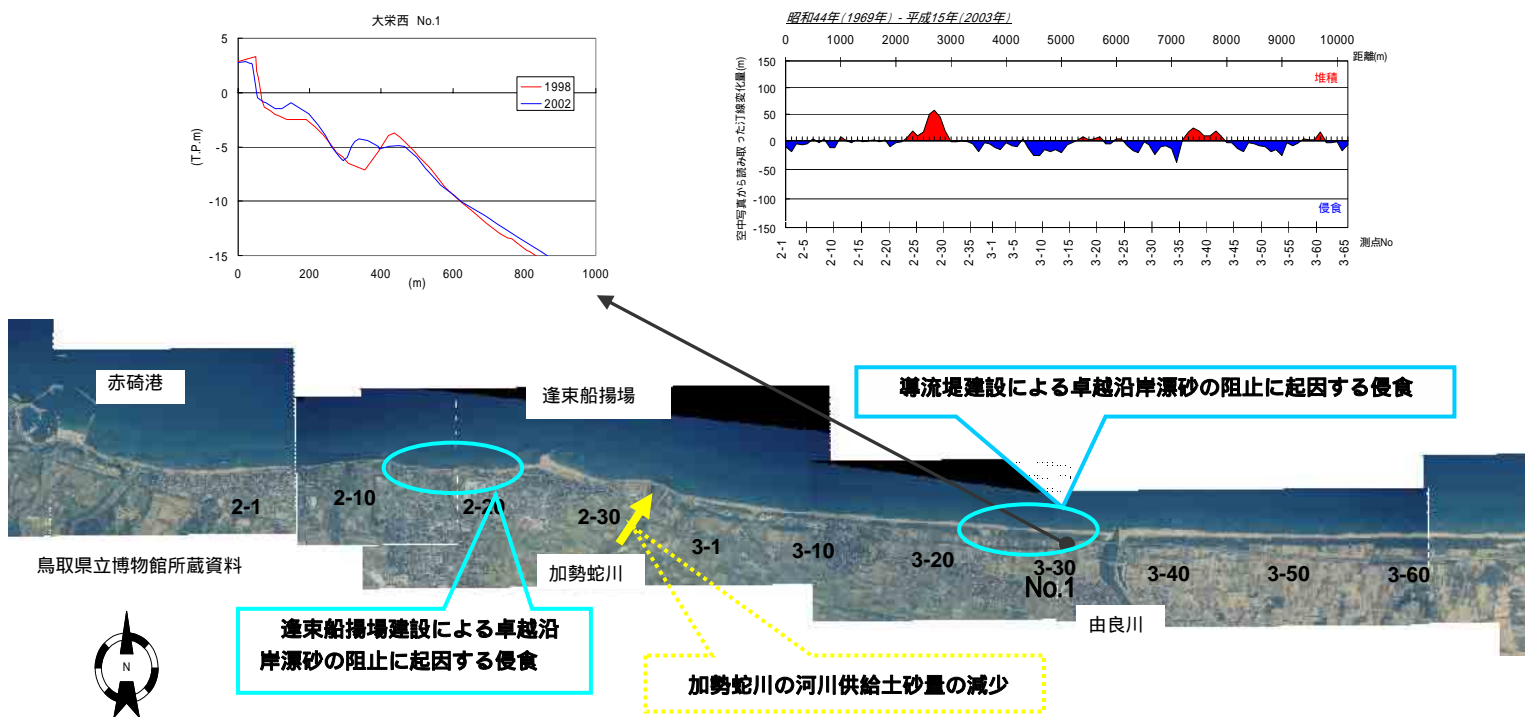 大栄西 No.1
5
0
-5
-10
-15
(T.P.m)
1998
2002
0 200 400 600 800 1000
(m)
昭和44年(1969年) - 平成15年(2003年)
0 1000 2000 3000 4000 5000 6000 7000 8000 9000 10000
距離(m)
空中写真から読み取った汀線変化量(m)
150
100
50
0
-50
-100
-150
堆積
侵食
2-1 2-5 2-10 2-15 2-20 2-25 2-30 3-1 3-5 3-10 3-15 3-20 3-25 3-30 3-35 3-40 3-45 3-50 3-55 3-60 3-65
測点No
赤碕港
逢束船揚場
導流堤建設による卓越沿岸漂砂の阻止に起因する侵食
2-1
2-10
2-20
2-30
3-1
3-10
3-20
3-30
3-40
3-50
3-60
No.1
鳥取県立博物館所蔵資料
加勢蛇川
由良川
逢束船揚場建設による卓越沿
岸漂砂の阻止に起因する侵食
加勢蛇川の河川供給土砂量の減少
N